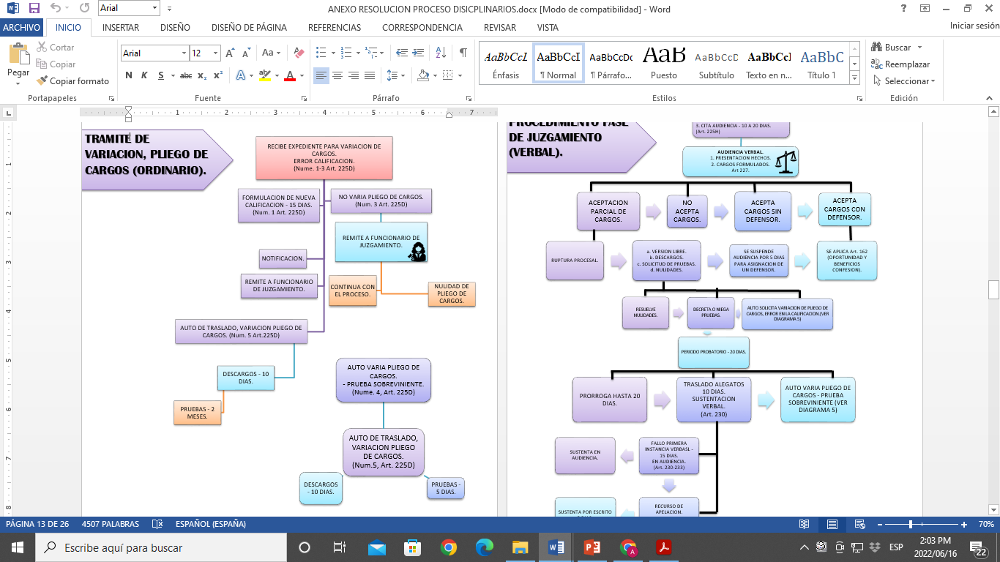 ANEXO RESOLUCION PROCESO DISICPLINARIOS.docx [Modo de compatibilidad] - Word
Arial
?
ARCHIVO
INICIO
INSERTAR
DISEÑO
DISEÑO DE PÁGINA
REFERENCIAS
CORRESPONDENCIA
REVISAR
VISTA
Iniciar sesión
Pegar
Cortar
Copiar
Copiar formato
Portapapeles
Arial
12
Aa
N K S abc x₂ x²
Fuente
Párrafo
AaBbCcI
Énfasis
AaBbCcI
¶ Normal
AaBbCcDc
¶ Párrafo...
AaB
Puesto
AaBbCcD
Subtítulo
AaBbCcI
Texto en n...
AaBbC
Título 1
Estilos
Buscar
Reemplazar
Seleccionar
Edición
1 2 3 4 5 6 7
1
2
3
4
5
6
7
8
TRAMITE DE
VARIACION, PLIEGO DE
CARGOS (ORDINARIO).
RECIBE EXPEDIENTE PARA VARIACION DE
CARGOS.
ERROR CALIFICACION.
(Nume. 1-3 Art. 225D)
FORMULACION DE NUEVA
CALIFICACION - 15 DIAS.
(Num. 1 Art. 225D)
NO VARIA PLIEGO DE CARGOS.
(Num. 3 Art. 225D)
REMITE A FUNCIONARIO DE
JUZGAMIENTO.
NOTIFICACION.
REMITE A FUNCIONARIO
DE JUZGAMIENTO.
CONTINUA CON
EL PROCESO.
NULIDAD DE
PLIEGO DE
CARGOS.
AUTO DE TRASLADO, VARIACION PLIEGO DE
CARGOS. (Num. 5 Art.225D)
DESCARGOS - 10
DIAS.
PRUEBAS - 2
MESES.
AUTO VARIA PLIEGO DE
CARGOS.
- PRUEBA SOBREVINIENTE.
(Nume. 4, Art. 225D)
AUTO DE TRASLADO,
VARIACION PLIEGO
DE CARGOS.
(Num.5, Art. 225D)
DESCARGOS
- 10 DIAS.
PRUEBAS -
5 DIAS.
PROCEDIMIENTO FASE
DE JUZGAMIENTO
(VERBAL).
3. CITA AUDIENCIA - 10 A 20 DIAS.
(Art. 225H)
AUDIENCIA VERBAL.
1. PRESENTACION HECHOS.
2. CARGOS FORMULADOS.
Art 227.
ACEPTACION
PARCIAL DE
CARGOS.
NO
ACEPTA
CARGOS.
ACEPTA
CARGOS SIN
DEFENSOR.
ACEPTA
CARGOS CON
DEFENSOR.
RUPTURA PROCESAL.
a. VERSION LIBRE.
b. DESCARGOS.
c. SOLICITUD DE PRUEBAS.
d. NULIDADES.
SE SUSPENDE
AUDIENCIA POR 5 DIAS
PARA ASIGNACION DE
UN DEFENSOR.
SE APLICA Art. 162
(OPORTUNIDAD Y
BENEFICIOS
CONFESION).
RESUELVE
NULIDADES.
DECRETA O NIEGA
PRUEBAS.
AUTO SOLICITA VARIACION DE PLIEGO DE
CARGOS, ERROR EN LA CALIFICACION.(VER
DIAGRAMA 5)
PERIODO PROBATORIO - 20 DIAS.
PRORROGA HASTA 20
DIAS.
TRASLADO ALEGATOS
10 DIAS.
SUSTENTACION
VERBAL.
(Art. 230)
AUTO VARIA PLIEGO DE
CARGOS - PRUEBA
SOBREVINIENTE (VER
DIAGRAMA 5)
SUSTENTA EN
AUDIENCIA.
FALLO PRIMERA
INSTANCIA VERBASL -
15 DIAS.
EN AUDIENCIA.
(Art. 230-233)
SUSTENTA POR ESCRITO
RECURSO DE
APELACION.
PÁGINA 13 DE 26
4507 PALABRAS
ESPAÑOL (ESPAÑA)
70%
Escribe aquí para buscar
ESP
2:03 PM
2022/06/16
22